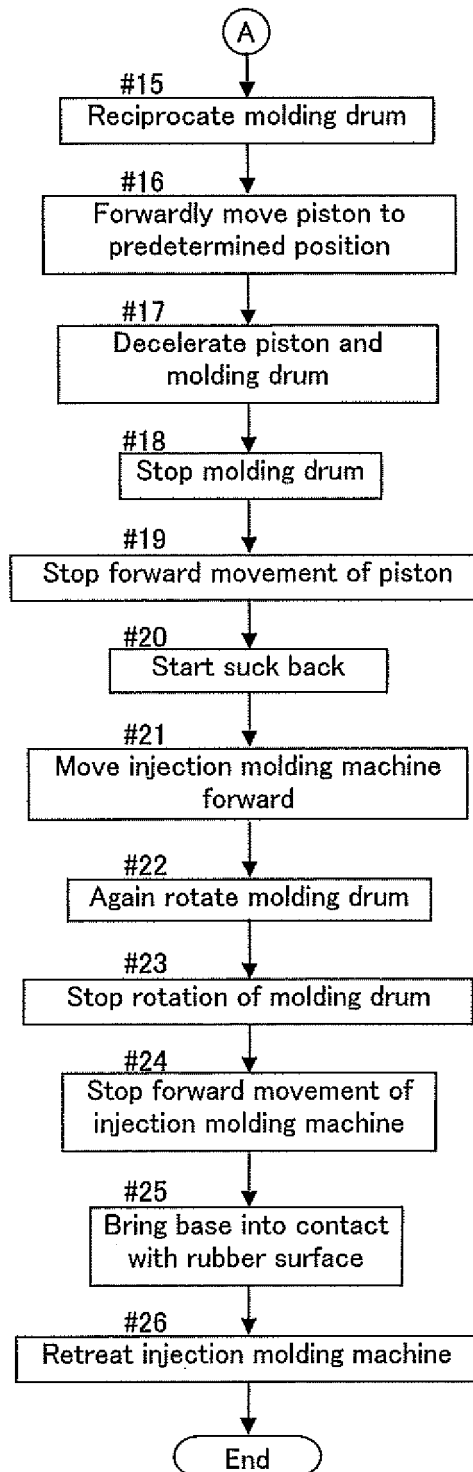 A
#15
Reciprocate molding drum
#16
Forwardly move piston to
predetermined position
#17
Decelerate piston and
molding drum
#18
Stop molding drum
#19
Stop forward movement of piston
#20
Start suck back
#21
Move injection molding machine
forward
#22
Again rotate molding drum
#23
Stop rotation of molding drum
#24
Stop forward movement of
injection molding machine
#25
Bring base into contact
with rubber surface
#26
Retreat injection molding machine
End